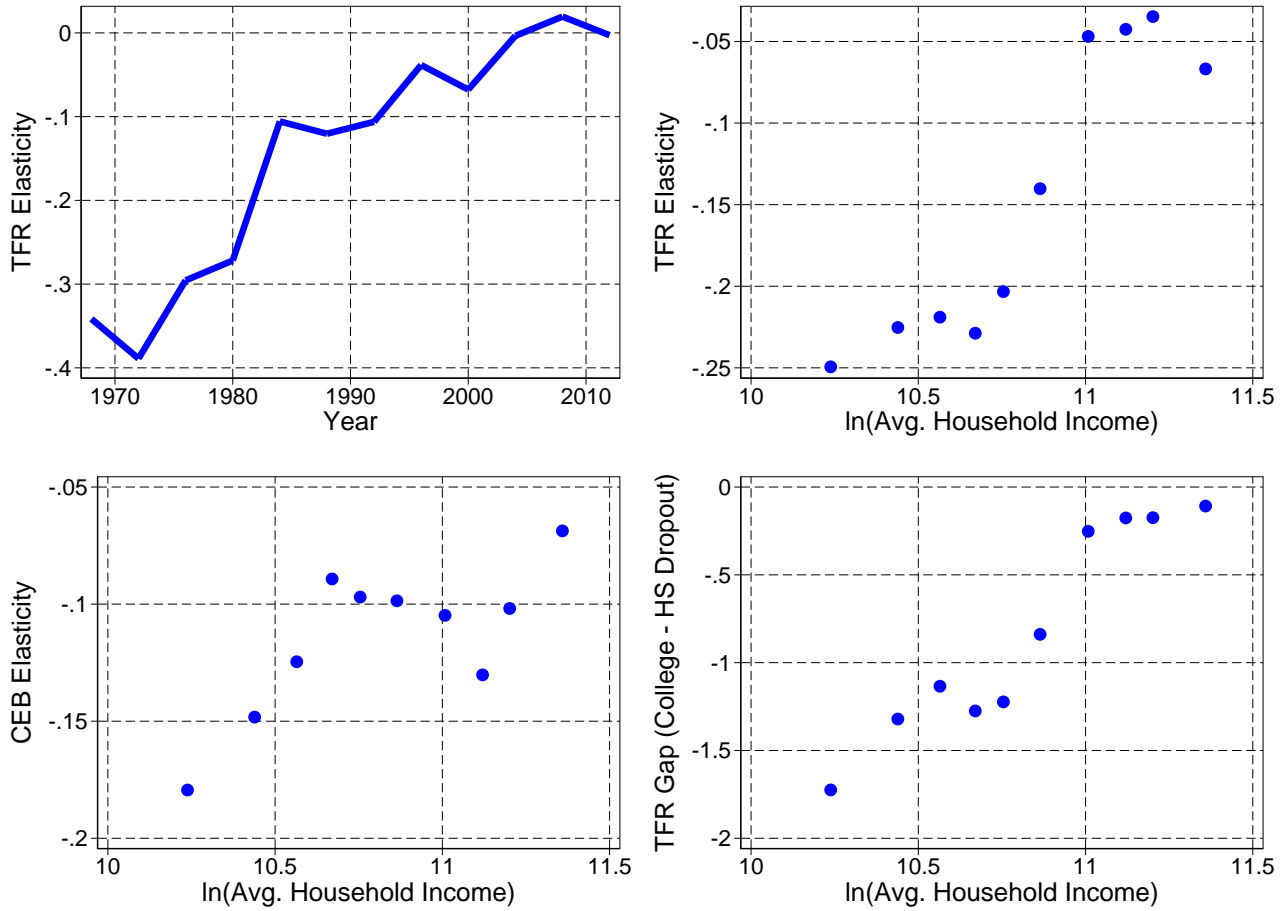 TFR Elasticity
0
-.1
-.2
-.3
-.4
1970 1980 1990 2000 2010
Year
TFR Elasticity
-.05
-.1
-.15
-.2
-.25
10 10.5 11 11.5
ln(Avg. Household Income)
CEB Elasticity
-.05
-.1
-.15
-.2
10 10.5 11 11.5
ln(Avg. Household Income)
TFR Gap (College - HS Dropout)
0
-.5
-1
-1.5
-2
10 10.5 11 11.5
ln(Avg. Household Income)